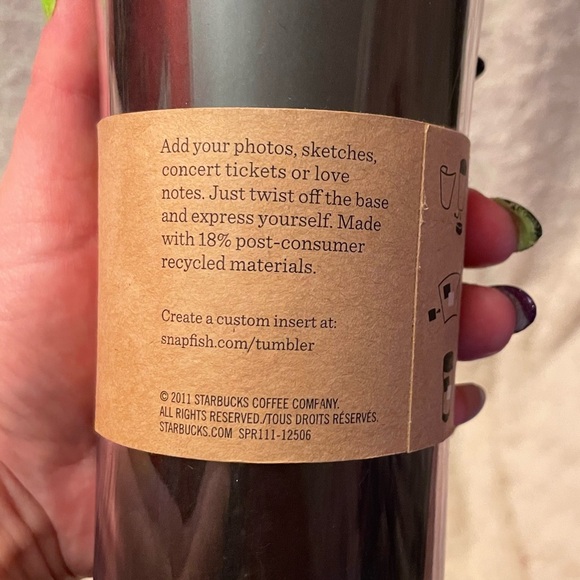 Add your photos, sketches,
concert tickets or love
notes. Just twist off the base
and express yourself. Made
with 18% post-consumer
recycled materials.
Create a custom insert at:
snapfish.com/tumbler
© 2011 STARBUCKS COFFEE COMPANY.
ALL RIGHTS RESERVED./TOUS DROITS RÉSERVÉS.
STARBUCKS.COM SPR111-12506